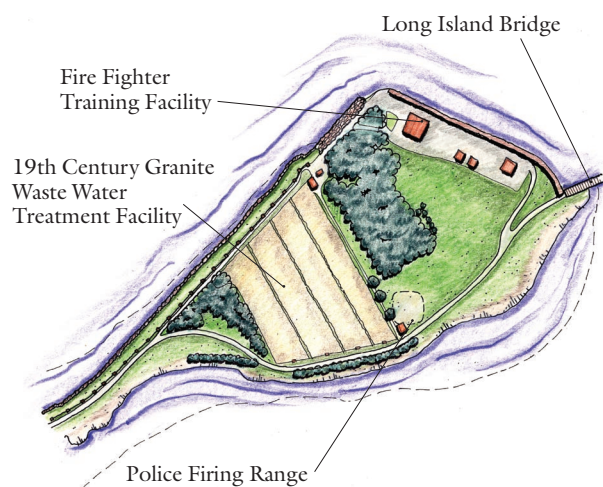 Long Island Bridge
Fire Fighter
Training Facility
19th Century Granite
Waste Water
Treatment Facility
Police Firing Range